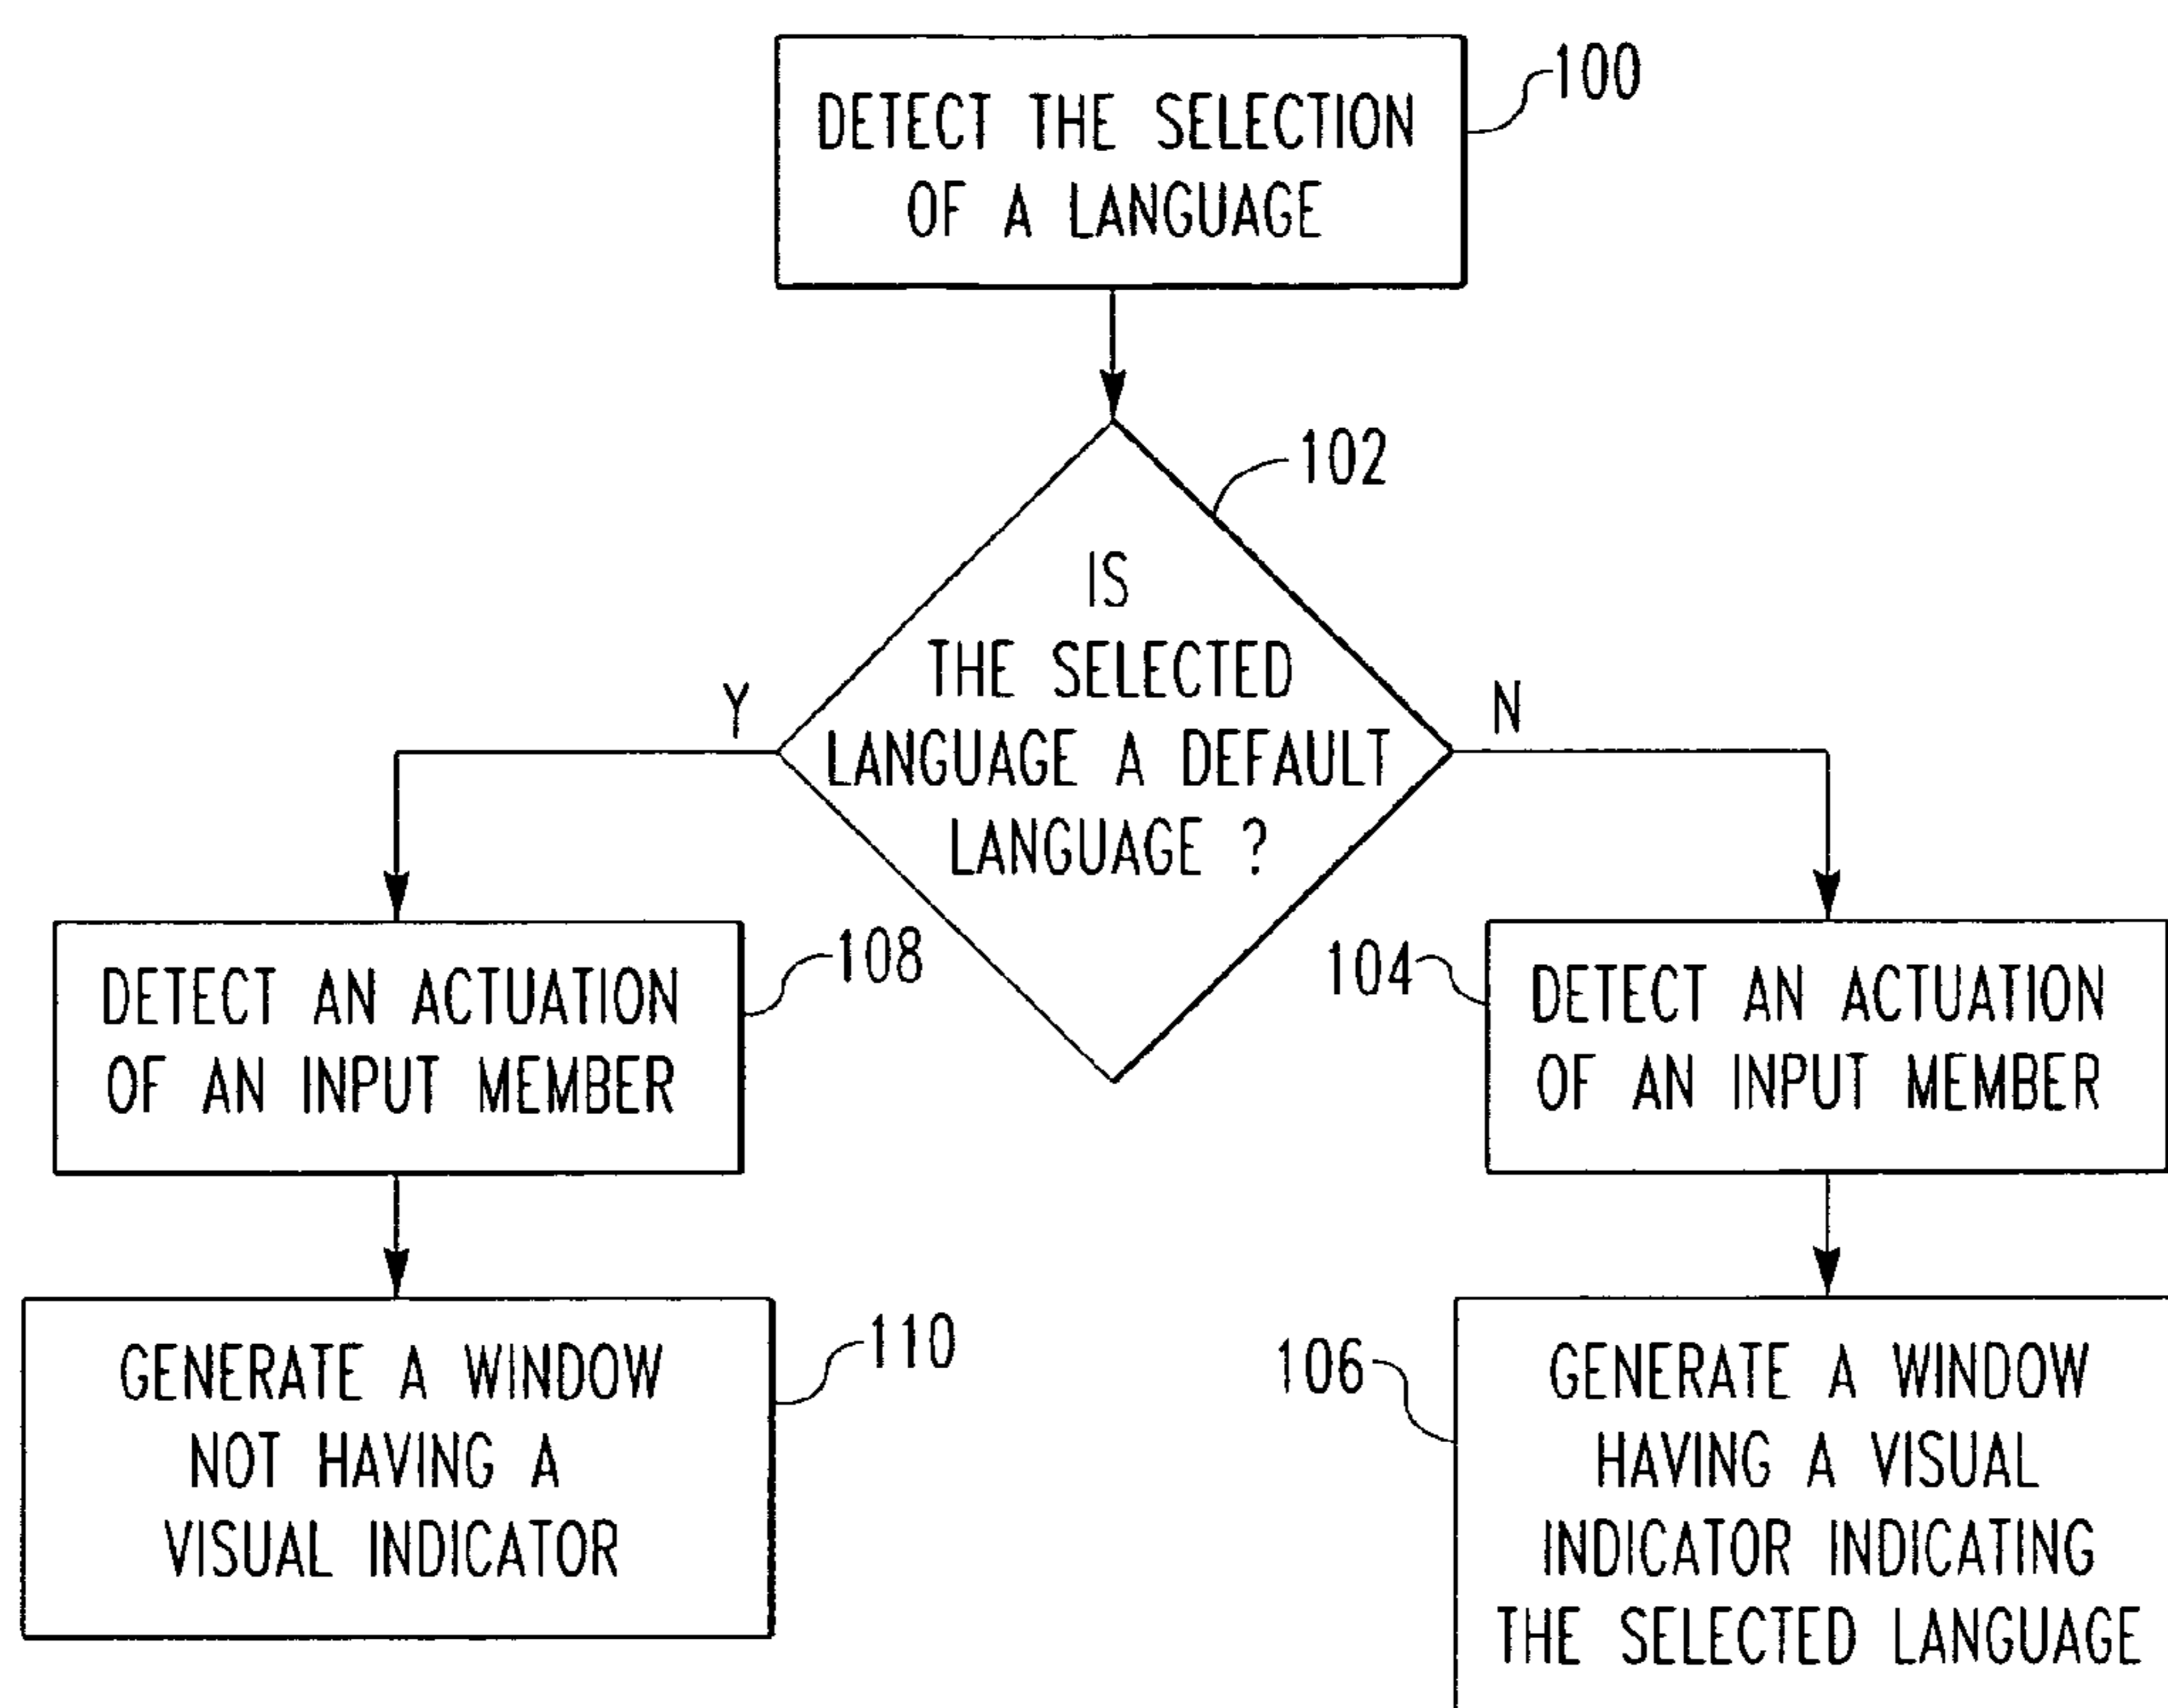 DETECT THE SELECTION
OF A LANGUAGE
100
102
IS
THE SELECTED
LANGUAGE A DEFAULT
LANGUAGE ?
Y
N
DETECT AN ACTUATION
OF AN INPUT MEMBER
108
104
DETECT AN ACTUATION
OF AN INPUT MEMBER
GENERATE A WINDOW
NOT HAVING A
VISUAL INDICATOR
110
106
GENERATE A WINDOW
HAVING A VISUAL
INDICATOR INDICATING
THE SELECTED LANGUAGE